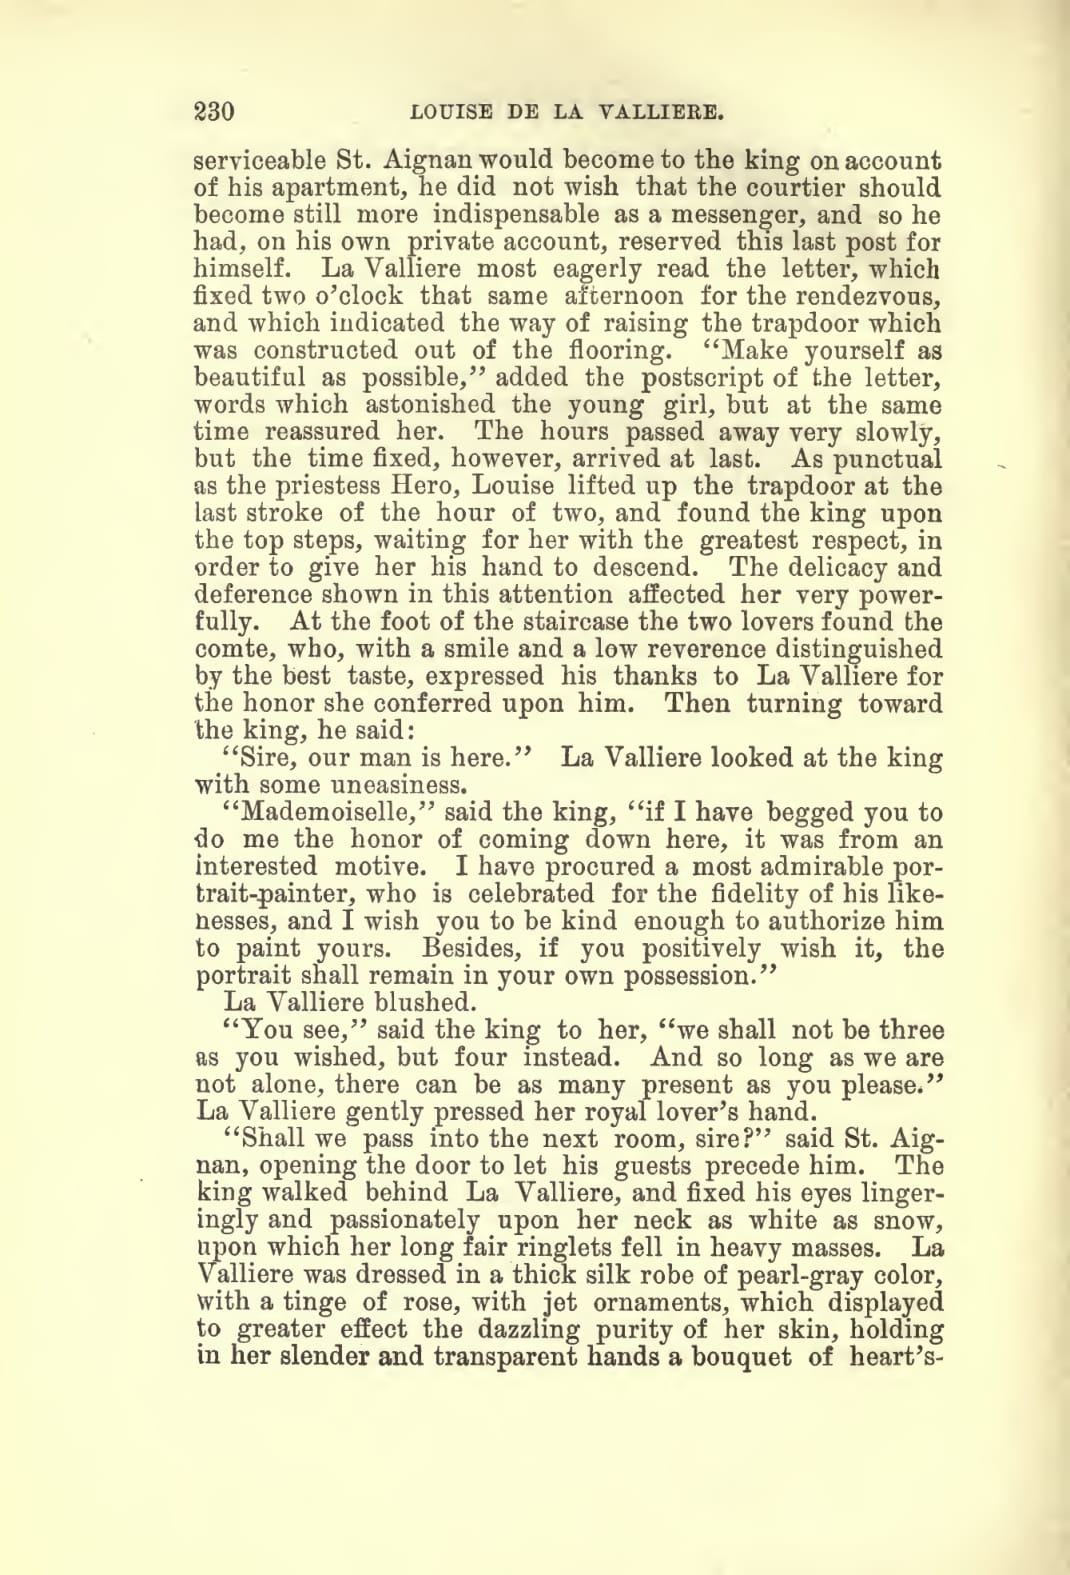 230 LOUISE DE LA VALLIERE.
serviceable St. Aignan would become to the king on account
of his apartment, he did not wish that the courtier should
become still more indispensable as a messenger, and so he
had, on his own private account, reserved this last post for
himself. La Valliere most eagerly read the letter, which
fixed two o'clock that same afternoon for the rendezvous,
and which indicated the way of raising the trapdoor which
was constructed out of the flooring. "Make yourself as
beautiful as possible," added the postscript of the letter,
words which astonished the young girl, but at the same
time reassured her. The hours passed away very slowly,
but the time fixed, however, arrived at last. As punctual
as the priestess Hero, Louise lifted up the trapdoor at the
last stroke of the hour of two, and found the king upon
the top steps, waiting for her with the greatest respect, in
order to give her his hand to descend. The delicacy and
deference shown in this attention affected her very power-
fully. At the foot of the staircase the two lovers found the
comte, who, with a smile and a low reverence distinguished
by the best taste, expressed his thanks to La Valliere for
the honor she conferred upon him. Then turning toward
the king, he said:
"Sire, our man is here." La Valliere looked at the king
with some uneasiness.
"Mademoiselle," said the king, "if I have begged you to
do me the honor of coming down here, it was from an
interested motive. I have procured a most admirable por-
trait-painter, who is celebrated for the fidelity of his like-
nesses, and I wish you to be kind enough to authorize him
to paint yours. Besides, if you positively wish it, the
portrait shall remain in your own possession."
La Valliere blushed.
"You see," said the king to her, "we shall not be three
as you wished, but four instead. And so long as we are
not alone, there can be as many present as you please."
La Valliere gently pressed her royal lover's hand.
"Shall we pass into the next room, sire?" said St. Aig-
nan, opening the door to let his guests precede him. The
king walked behind La Valliere, and fixed his eyes linger-
ingly and passionately upon her neck as white as snow,
upon which her long fair ringlets fell in heavy masses. La
Valliere was dressed in a thick silk robe of pearl-gray color,
with a tinge of rose, with jet ornaments, which displayed
to greater effect the dazzling purity of her skin, holding
in her slender and transparent hands a bouquet of heart's-